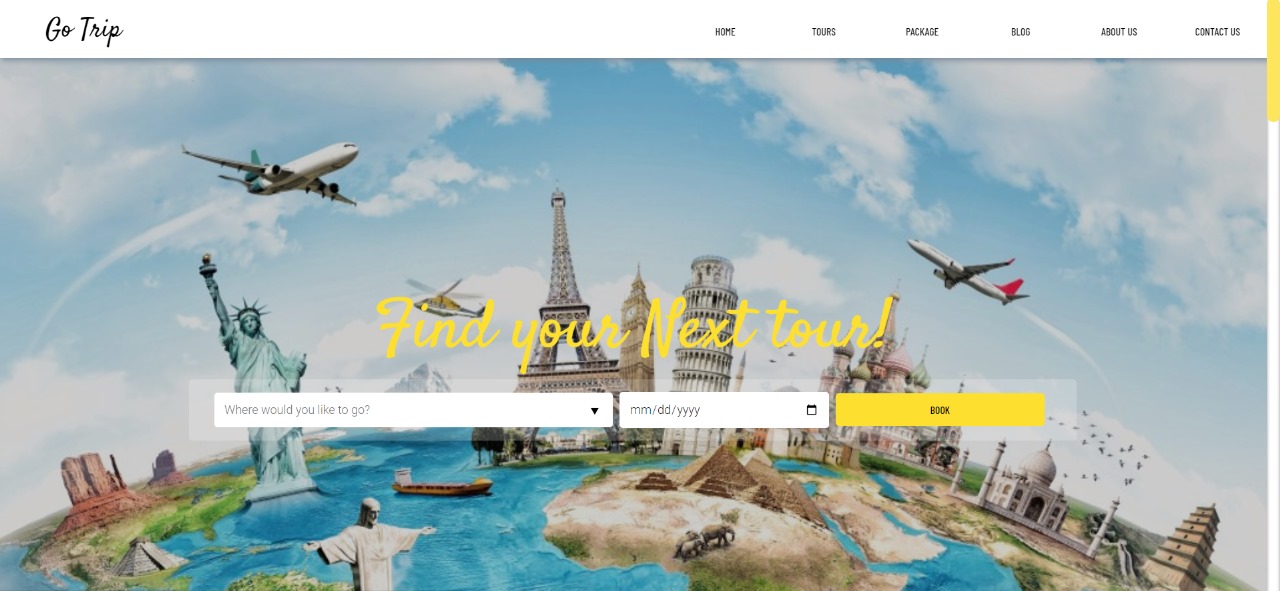 Go Trip
HOME TOURS PACKAGE BLOG ABOUT US CONTACT US
Find your Next tour!
Where would you like to go? mm/dd/yyyy BOOK